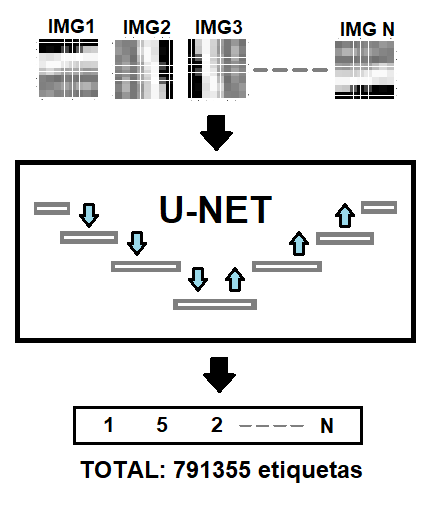 IMG1 IMG2 IMG3 IMG N
U-NET
1 5 2 N
TOTAL: 791355 etiquetas